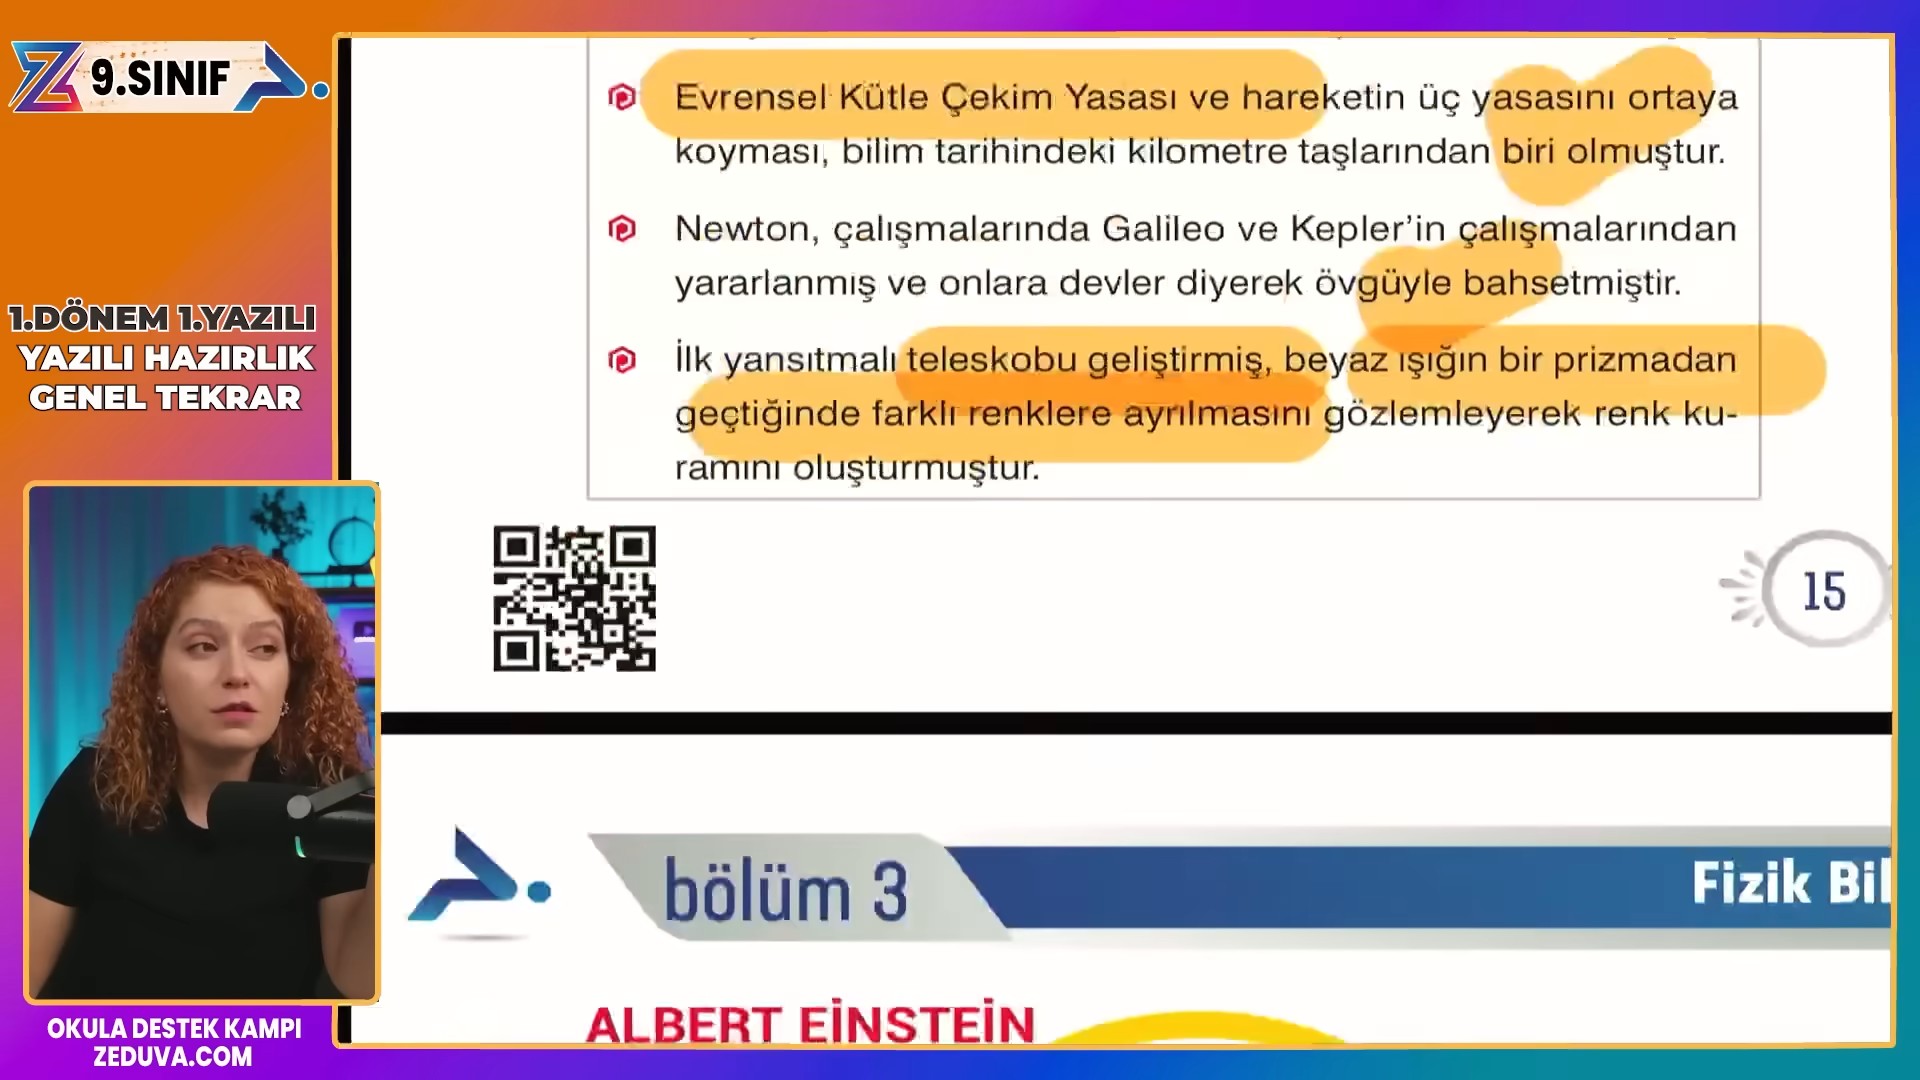 9.SINIF
1.DÖNEM 1.YAZILI
YAZILI HAZIRLIK
GENEL TEKRAR
Evrensel Kütle Çekim Yasası ve hareketin üç yasasını ortaya
koyması, bilim tarihindeki kilometre taşlarından biri olmuştur.
Newton, çalışmalarında Galileo ve Kepler’in çalışmalarından
yararlanmış ve onlara devler diyerek övgüyle bahsetmiştir.
İlk yansıtmalı teleskobu geliştirmiş, beyaz ışığın bir prizmadan
geçtiğinde farklı renklere ayrılmasını gözlemleyerek renk ku-
ramını oluşturmuştur.
15
bölüm 3
Fizik Bil
ALBERT EİNSTEİN
OKULA DESTEK KAMPI
ZEDUVA.COM